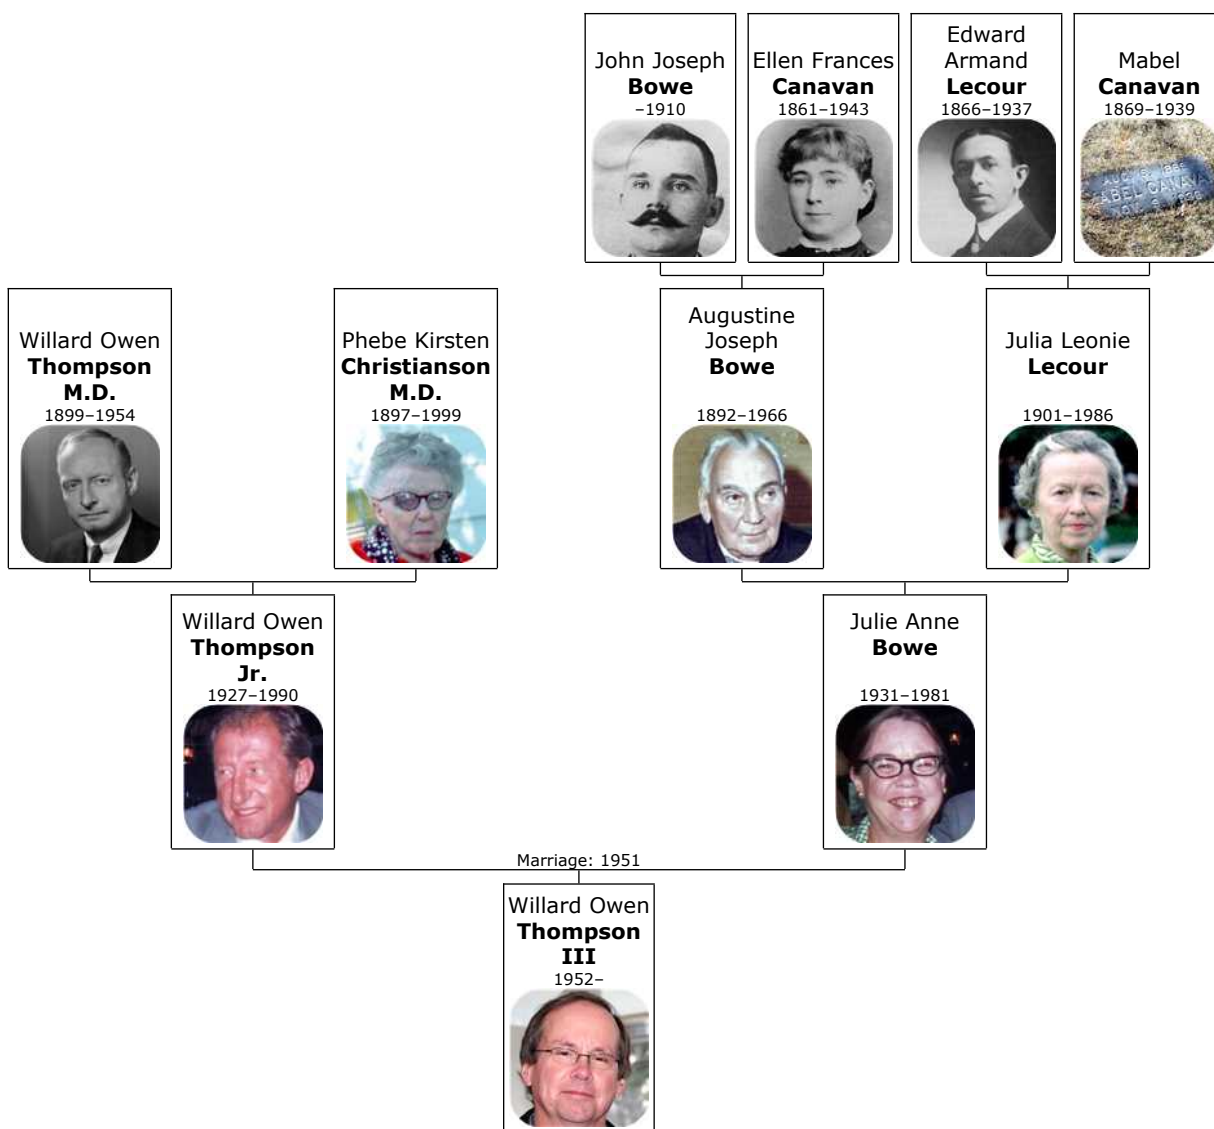 John Joseph
Bowe
–1910
Ellen Frances
Canavan
1861–1943
Edward
Armand
Lecour
1866–1937
Mabel
Canavan
1869–1939
ABEL CANAVA
Willard Owen
Thompson
M.D.
1899–1954
Phebe Kirsten
Christianson
M.D.
1897–1999
Augustine
Joseph
Bowe
1892–1966
Julia Leonie
Lecour
1901–1986
Willard Owen
Thompson
Jr.
1927–1990
Julie Anne
Bowe
1931–1981
Marriage: 1951
Willard Owen
Thompson
III
1952–